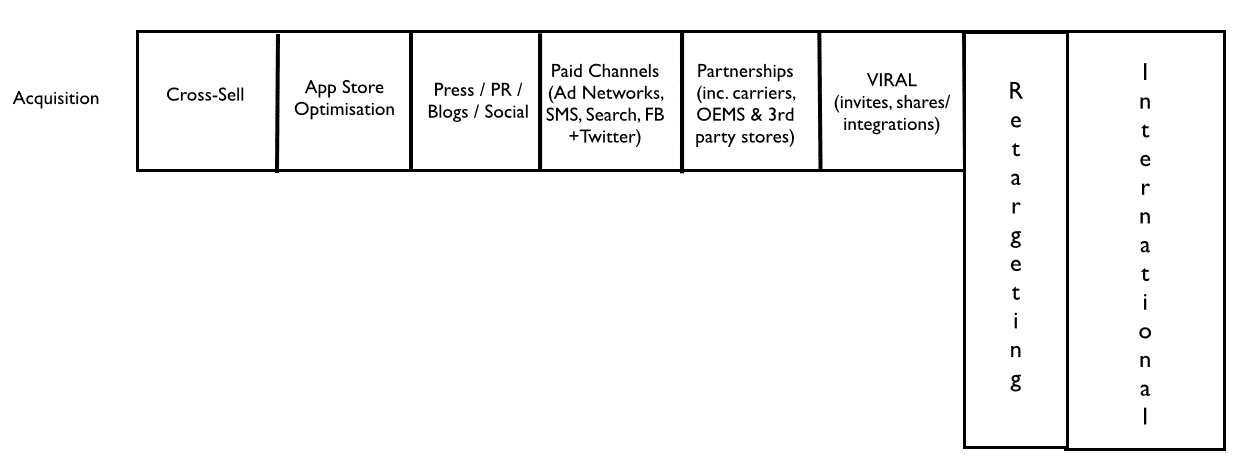 Acquisition
Cross-Sell
App Store
Optimisation
Press / PR /
Blogs / Social
Paid Channels
(Ad Networks,
SMS, Search, FB
+Twitter)
Partnerships
(inc. carriers,
OEMS & 3rd
party stores)
VIRAL
(invites, shares/
integrations)
Retargeting
International